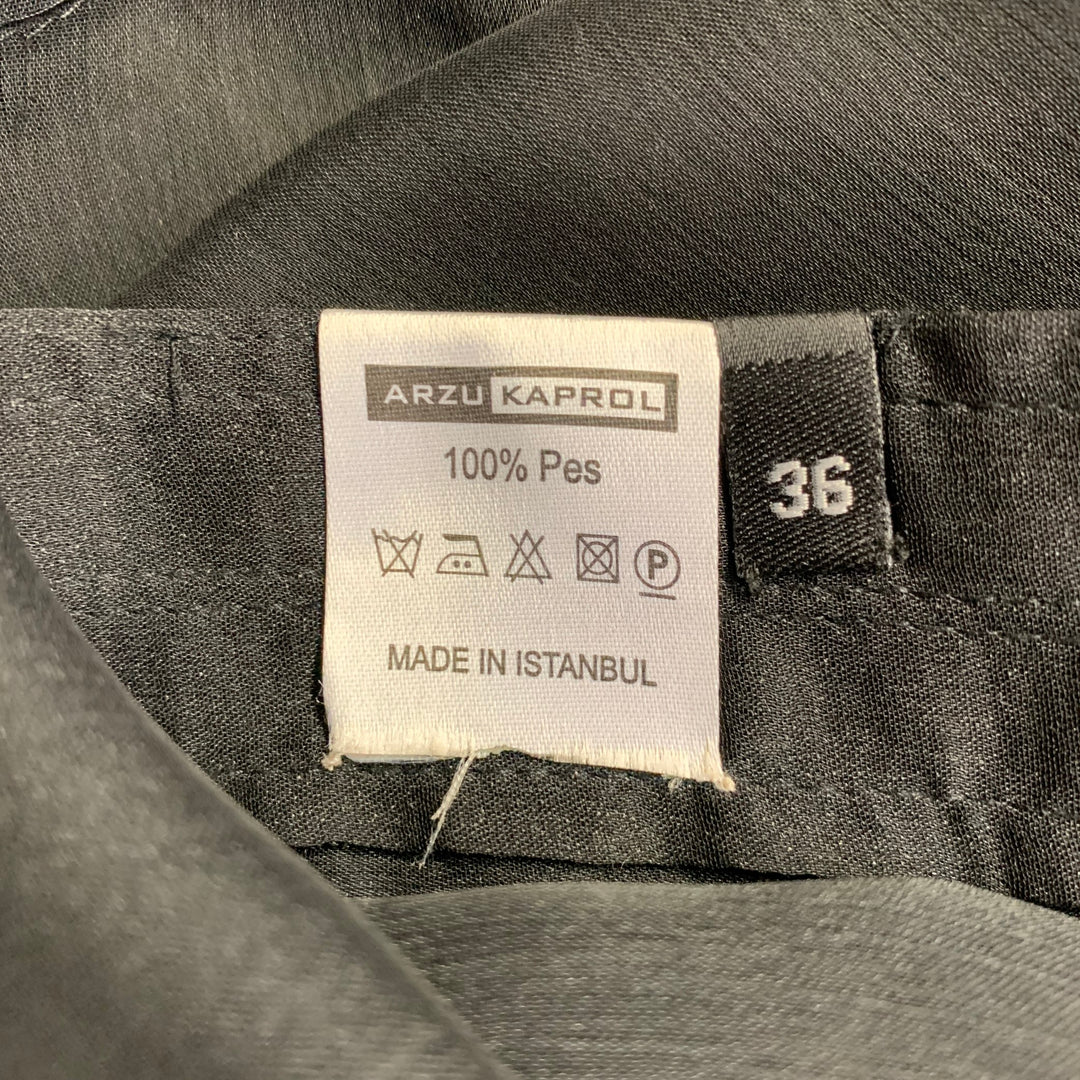 ARZU KAPROL
100% Pes
P
MADE IN ISTANBUL
36